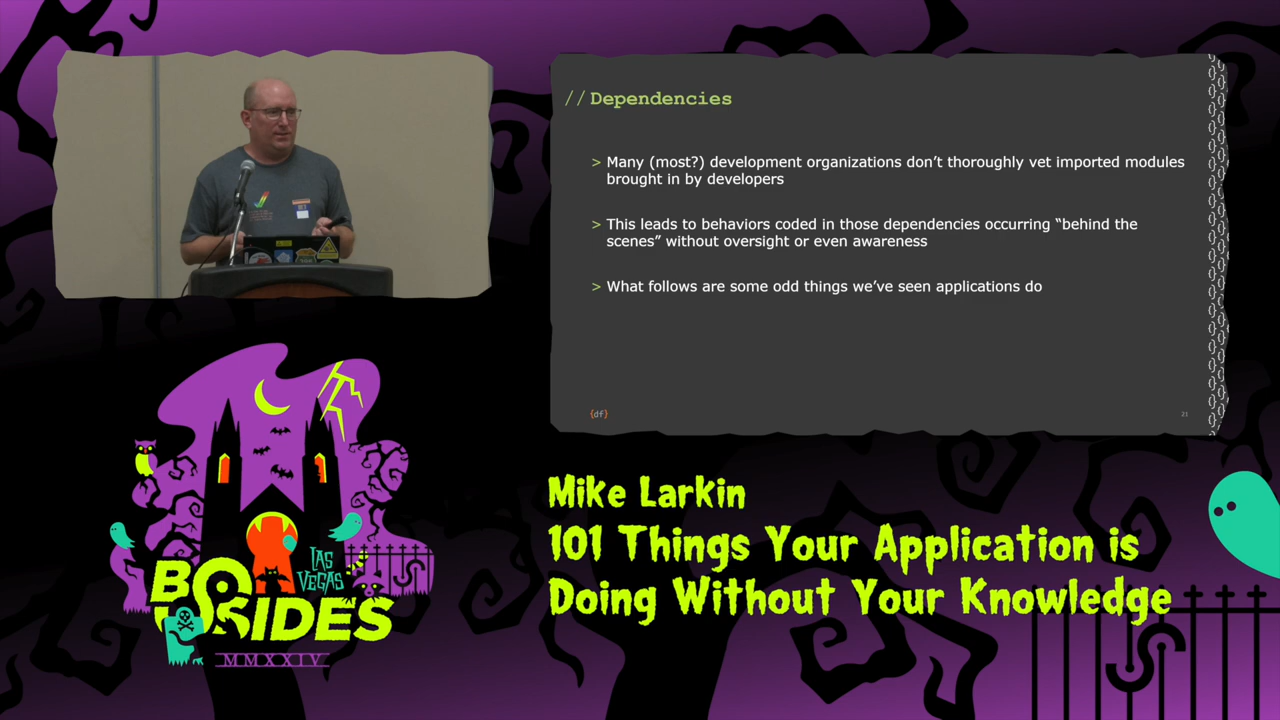 // Dependencies
> Many (most?) development organizations don't thoroughly vet imported modules
brought in by developers
> This leads to behaviors coded in those dependencies occurring “behind the
scenes” without oversight or even awareness
> What follows are some odd things we've seen applications do
{df}
21
Mike Larkin
101 Things Your Application is
Doing Without Your Knowledge
LAS
VEGAS
BSIDES
MMXXIV